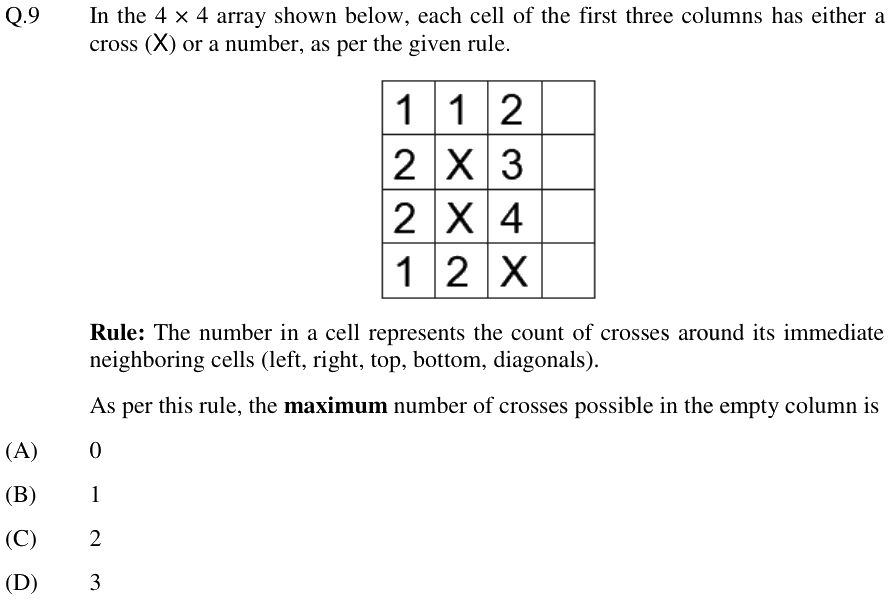 Q.9 In the 4 × 4 array shown below, each cell of the first three columns has either a
cross (X) or a number, as per the given rule.
1 1 2
2 X 3
2 X 4
1 2 X
Rule: The number in a cell represents the count of crosses around its immediate
neighboring cells (left, right, top, bottom, diagonals).
As per this rule, the maximum number of crosses possible in the empty column is
(A) 0
(B) 1
(C) 2
(D) 3